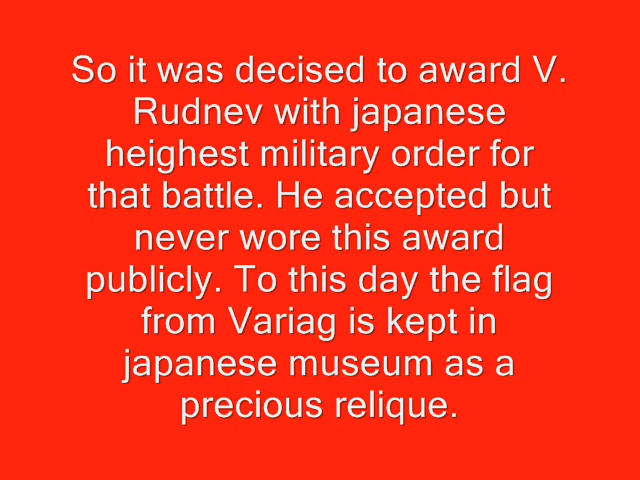 So it was decised to award V.
Rudnev with japanese
heighest military order for
that battle. He accepted but
never wore this award
publicly. To this day the flag
from Variag is kept in
japanese museum as a
precious relique.